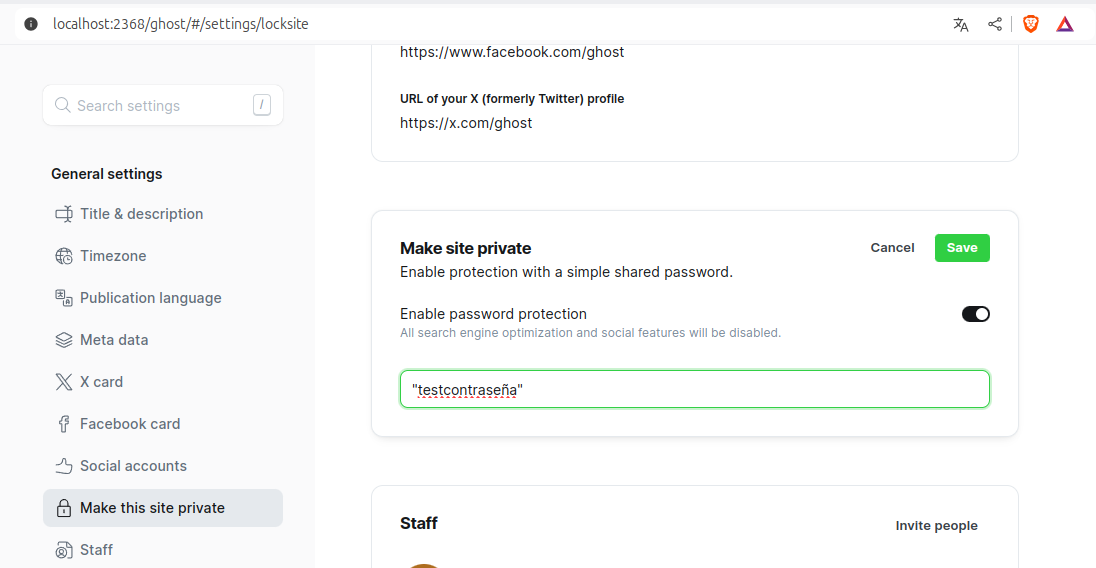 localhost:2368/ghost/#/settings/locksite
https://www.facebook.com/ghost
Search settings /
URL of your X (formerly Twitter) profile
https://x.com/ghost
General settings
Title & description
Timezone
Publication language
Meta data
X card
Facebook card
Social accounts
Make this site private
Staff
Make site private
Cancel
Save
Enable protection with a simple shared password.
Enable password protection
All search engine optimization and social features will be disabled.
"testcontraseña"
Staff
Invite people